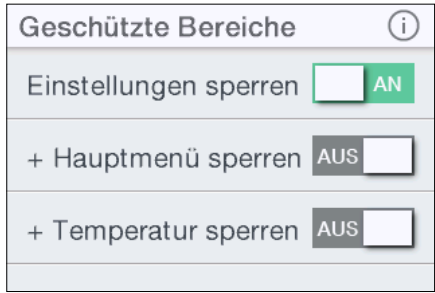 Geschützte Bereiche
Einstellungen sperren AN
+ Hauptmenü sperren AUS
+ Temperatur sperren AUS